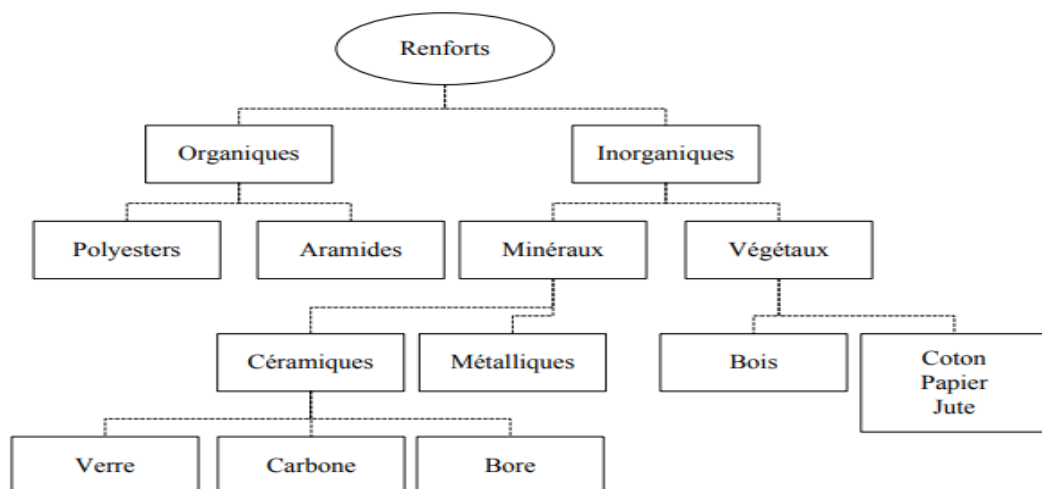 Renforts
Organiques
Inorganiques
Polyesters
Aramides
Minéraux
Végétaux
Céramiques
Métalliques
Bois
Coton
Papier
Jute
Verre
Carbone
Bore